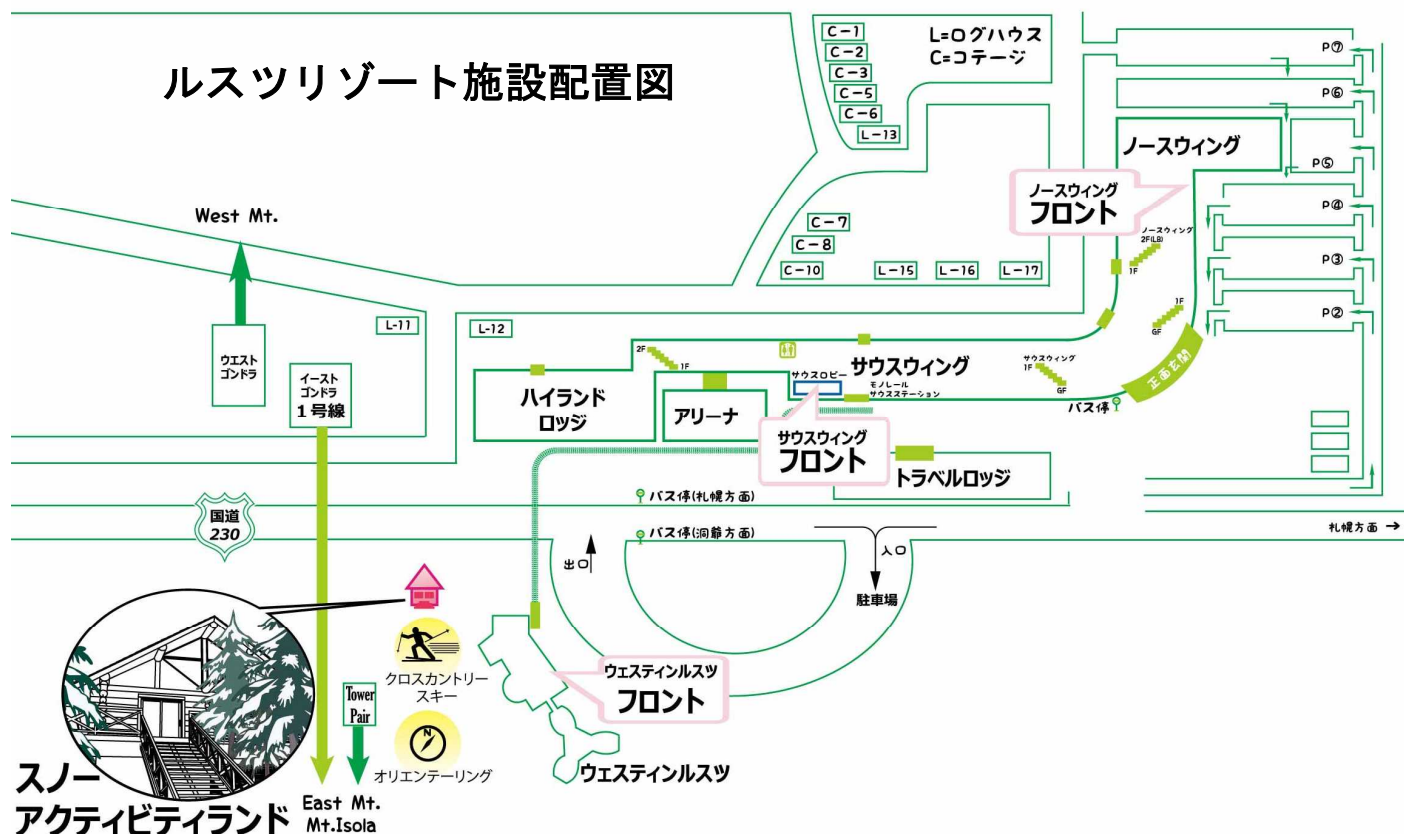 ルスツリゾート施設配置図
C-1
C-2
C-3
C-5
C-6
L-13
L=ログハウス
C=コテージ
P⑦
P⑥
P⑤
P④
P③
P②
ノースウィング
ノースウィング
フロント
ノースウィング
2F(LB)
1F
1F
GF
West Mt.
C-7
C-8
C-10
L-15
L-16
L-17
L-11
L-12
ウエスト
ゴンドラ
イースト
ゴンドラ
1号線
2F
1F
ハイランド
ロッジ
アリーナ
サウスロビー
サウスウィング
モノレール
サウスステーション
サウスウィング
1F
GF
正面玄関
バス停
サウスウィング
フロント
トラベルロッジ
バス停(札幌方面)
国道
230
バス停(洞爺方面)
札幌方面
出口
入口
駐車場
クロスカントリー
スキー
ウェスティンルスツ
フロント
Tower
Pair
N
オリエンテーリング
ウェスティンルスツ
スノー
アクティビティランド
East Mt.
Mt.Isola